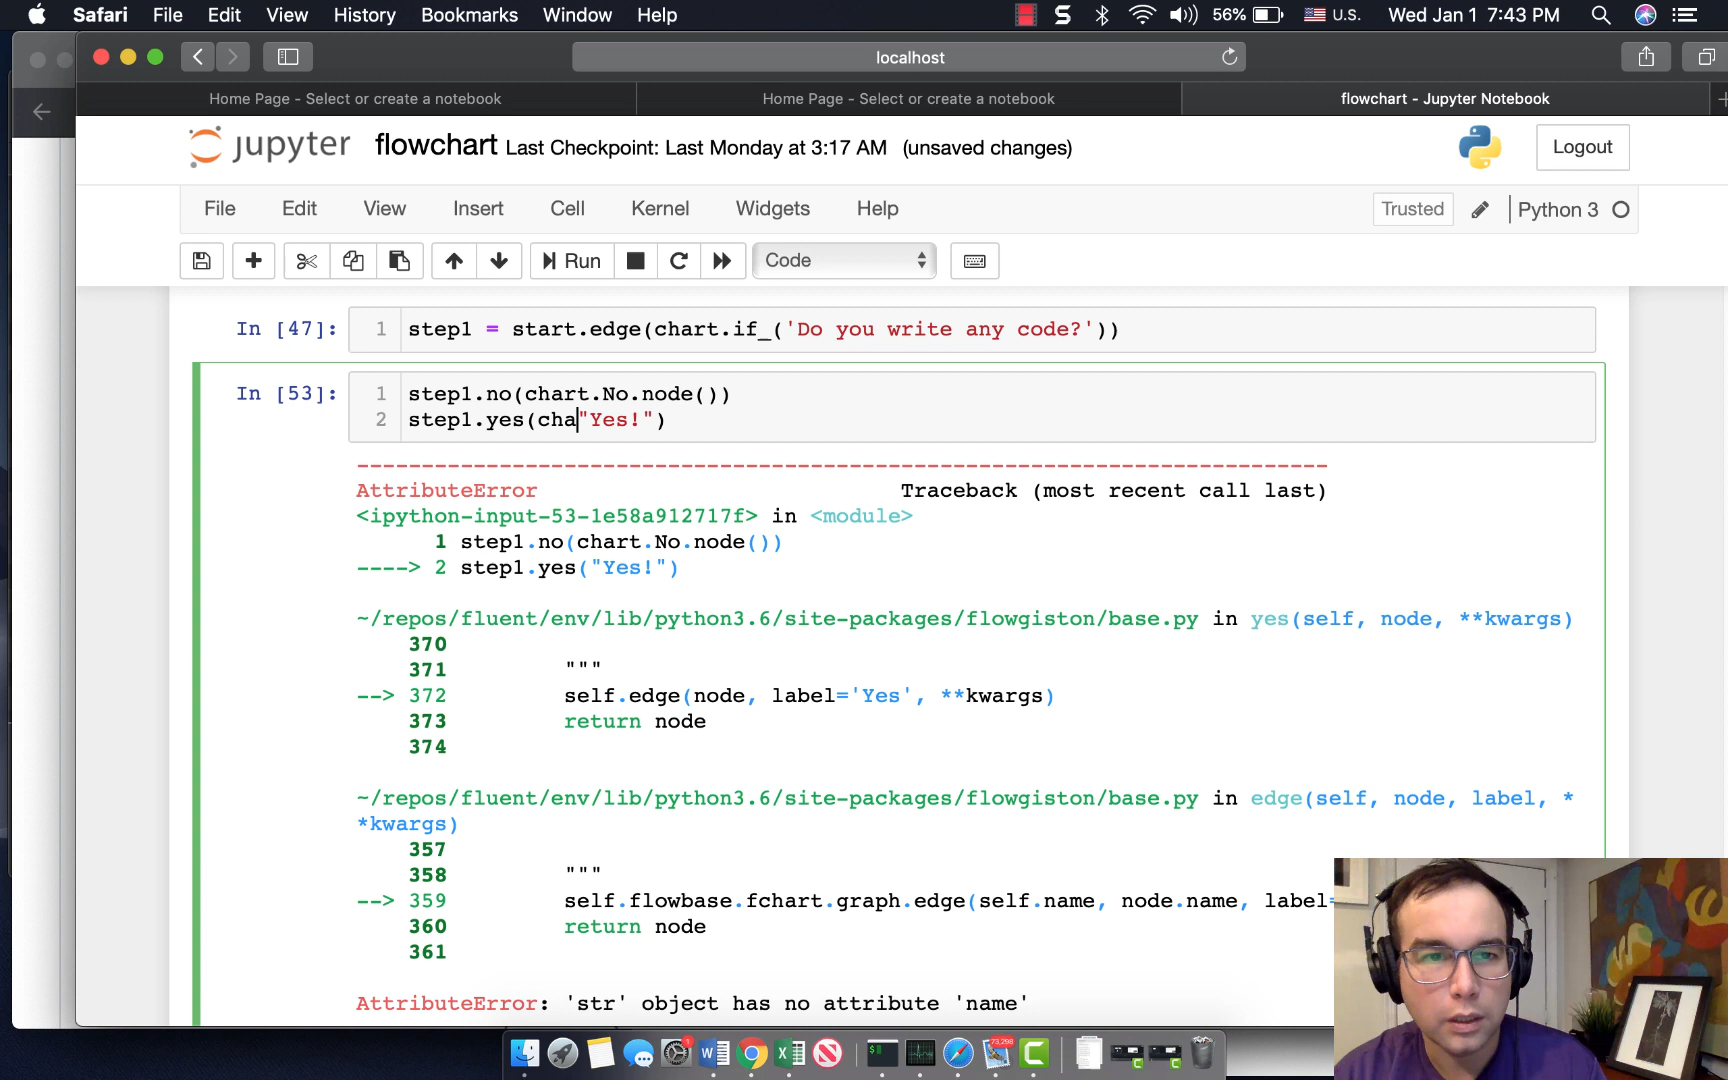 Safari File Edit View History Bookmarks Window Help 56% U.S. Wed Jan 1 7:43 PM
localhost
Home Page - Select or create a notebook Home Page - Select or create a notebook flowchart - Jupyter Notebook
jupyter flowchart Last Checkpoint: Last Monday at 3:17 AM (unsaved changes) Logout
File Edit View Insert Cell Kernel Widgets Help Trusted Python 3
Run Code
In [47]: 1 step1 = start.edge(chart.if_('Do you write any code?'))
In [53]: 1 step1.no(chart.No.node())
2 step1.yes(cha"Yes!")
---------------------------------------------------------------------------
AttributeError Traceback (most recent call last)
<ipython-input-53-1e58a912717f> in <module>
1 step1.no(chart.No.node())
----> 2 step1.yes("Yes!")
~/repos/fluent/env/lib/python3.6/site-packages/flowgiston/base.py in yes(self, node, **kwargs)
370
371 """
--> 372 self.edge(node, label='Yes', **kwargs)
373 return node
374
~/repos/fluent/env/lib/python3.6/site-packages/flowgiston/base.py in edge(self, node, label, *
*kwargs)
357
358 """
--> 359 self.flowbase.fchart.graph.edge(self.name, node.name, label=
360 return node
361
AttributeError: 'str' object has no attribute 'name'